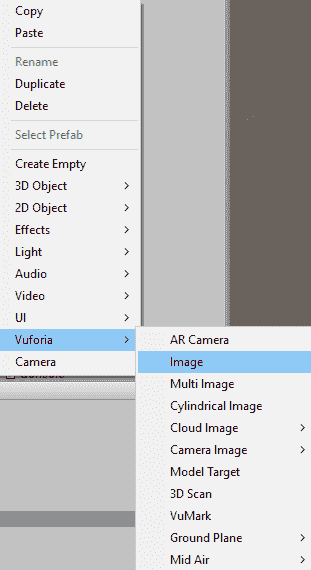 Copy
Paste
Rename
Duplicate
Delete
Select Prefab
Create Empty
3D Object
2D Object
Effects
Light
Audio
Video
UI
Vuforia
Camera
AR Camera
Image
Multi Image
Cylindrical Image
Cloud Image
Camera Image
Model Target
3D Scan
VuMark
Ground Plane
Mid Air